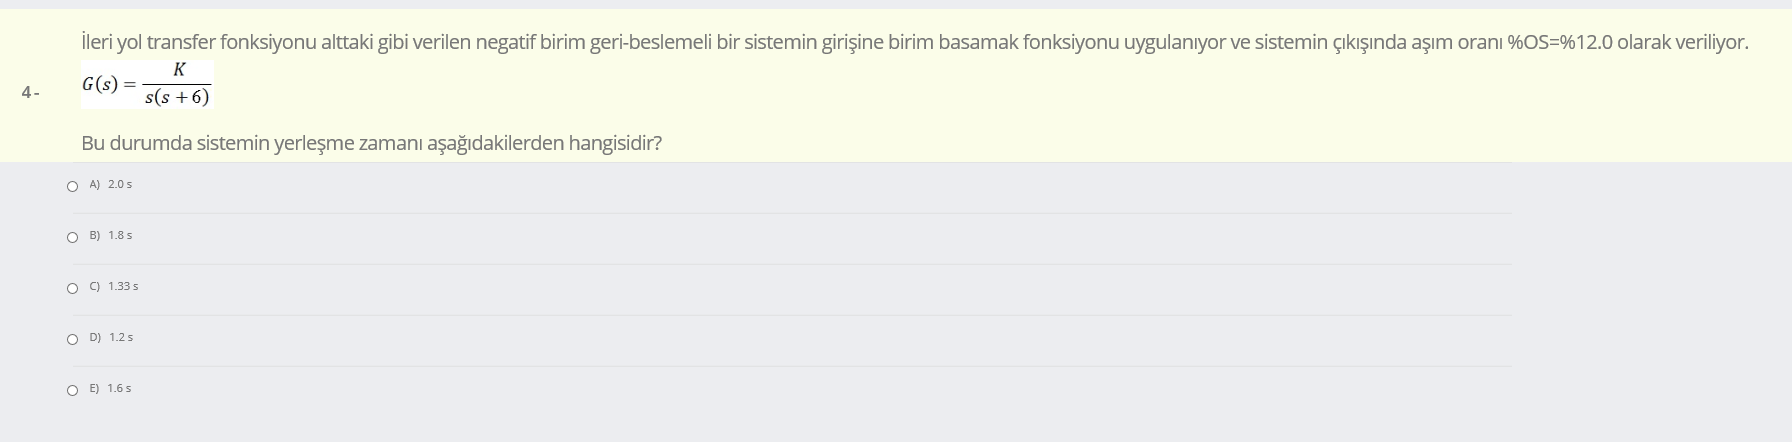 İleri yol transfer fonksiyonu alttaki gibi verilen negatif birim geri-beslemeli bir sistemin girişine birim basamak fonksiyonu uygulanıyor ve sistemin çıkışında aşım oranı %OS=%12.0 olarak veriliyor.
4 - G(s) = K / s(s + 6)
Bu durumda sistemin yerleşme zamanı aşağıdakilerden hangisidir?
A) 2.0 s
B) 1.8 s
C) 1.33 s
D) 1.2 s
E) 1.6 s